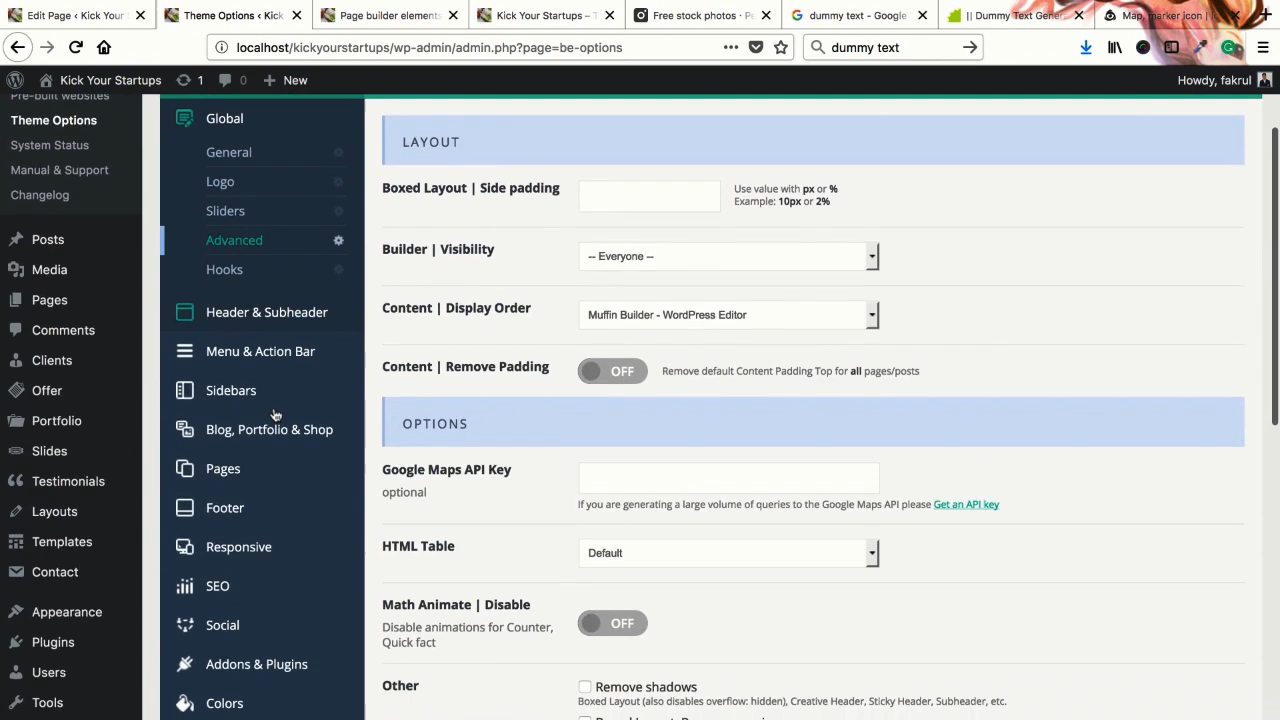 Edit Page ‹ Kick Your S
Theme Options ‹ Kick
Page builder elements
Kick Your Startups – T
Free stock photos · Pe
dummy text - Google
|| Dummy Text Gener
Map, marker icon | I
localhost/kickyourstartups/wp-admin/admin.php?page=be-options
dummy text
Kick Your Startups
1
0
New
Howdy, fakrul
Pre-built websites
Theme Options
System Status
Manual & Support
Changelog
Posts
Media
Pages
Comments
Clients
Offer
Portfolio
Slides
Testimonials
Layouts
Templates
Contact
Appearance
Plugins
Users
Tools
Global
General
Logo
Sliders
Advanced
Hooks
Header & Subheader
Menu & Action Bar
Sidebars
Blog, Portfolio & Shop
Pages
Footer
Responsive
SEO
Social
Addons & Plugins
Colors
LAYOUT
Boxed Layout | Side padding
Use value with px or %
Example: 10px or 2%
Builder | Visibility
-- Everyone --
Content | Display Order
Muffin Builder - WordPress Editor
Content | Remove Padding
OFF
Remove default Content Padding Top for all pages/posts
OPTIONS
Google Maps API Key
optional
If you are generating a large volume of queries to the Google Maps API please Get an API key
HTML Table
Default
Math Animate | Disable
Disable animations for Counter,
Quick fact
OFF
Other
Remove shadows
Boxed Layout (also disables overflow: hidden), Creative Header, Sticky Header, Subheader, etc.